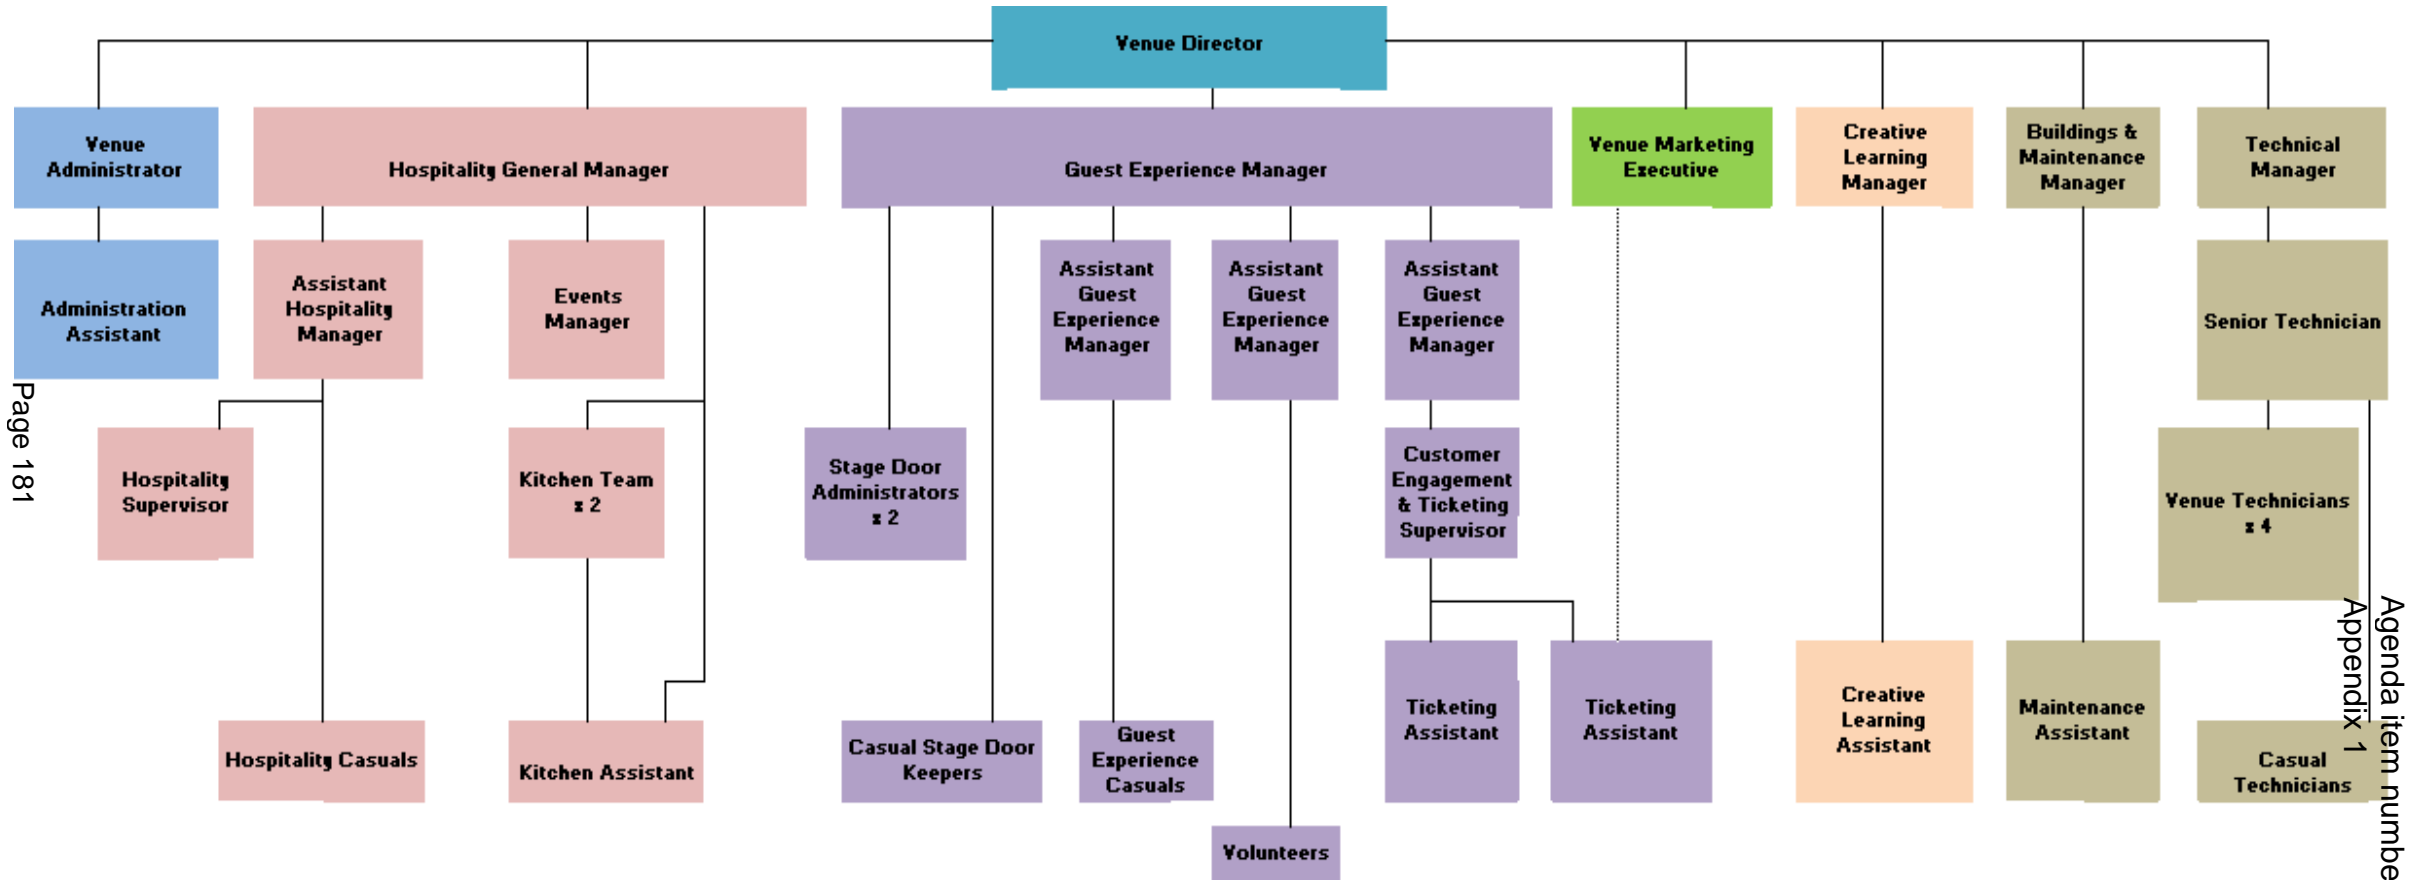 Venue Director
Venue
Administrator
Hospitality General Manager
Guest Experience Manager
Venue Marketing
Executive
Creative
Learning
Manager
Buildings &
Maintenance
Manager
Technical
Manager
Administration
Assistant
Assistant
Hospitality
Manager
Events
Manager
Assistant
Guest
Experience
Manager
Assistant
Guest
Experience
Manager
Assistant
Guest
Experience
Manager
Senior Technician
Hospitality
Supervisor
Kitchen Team
x 2
Stage Door
Administrators
x 2
Customer
Engagement
& Ticketing
Supervisor
Venue Technicians
x 4
Hospitality Casuals
Kitchen Assistant
Casual Stage Door
Keepers
Guest
Experience
Casuals
Volunteers
Ticketing
Assistant
Ticketing
Assistant
Creative
Learning
Assistant
Maintenance
Assistant
Casual
Technicians
Page 181
Agenda item numbe
Appendix 1